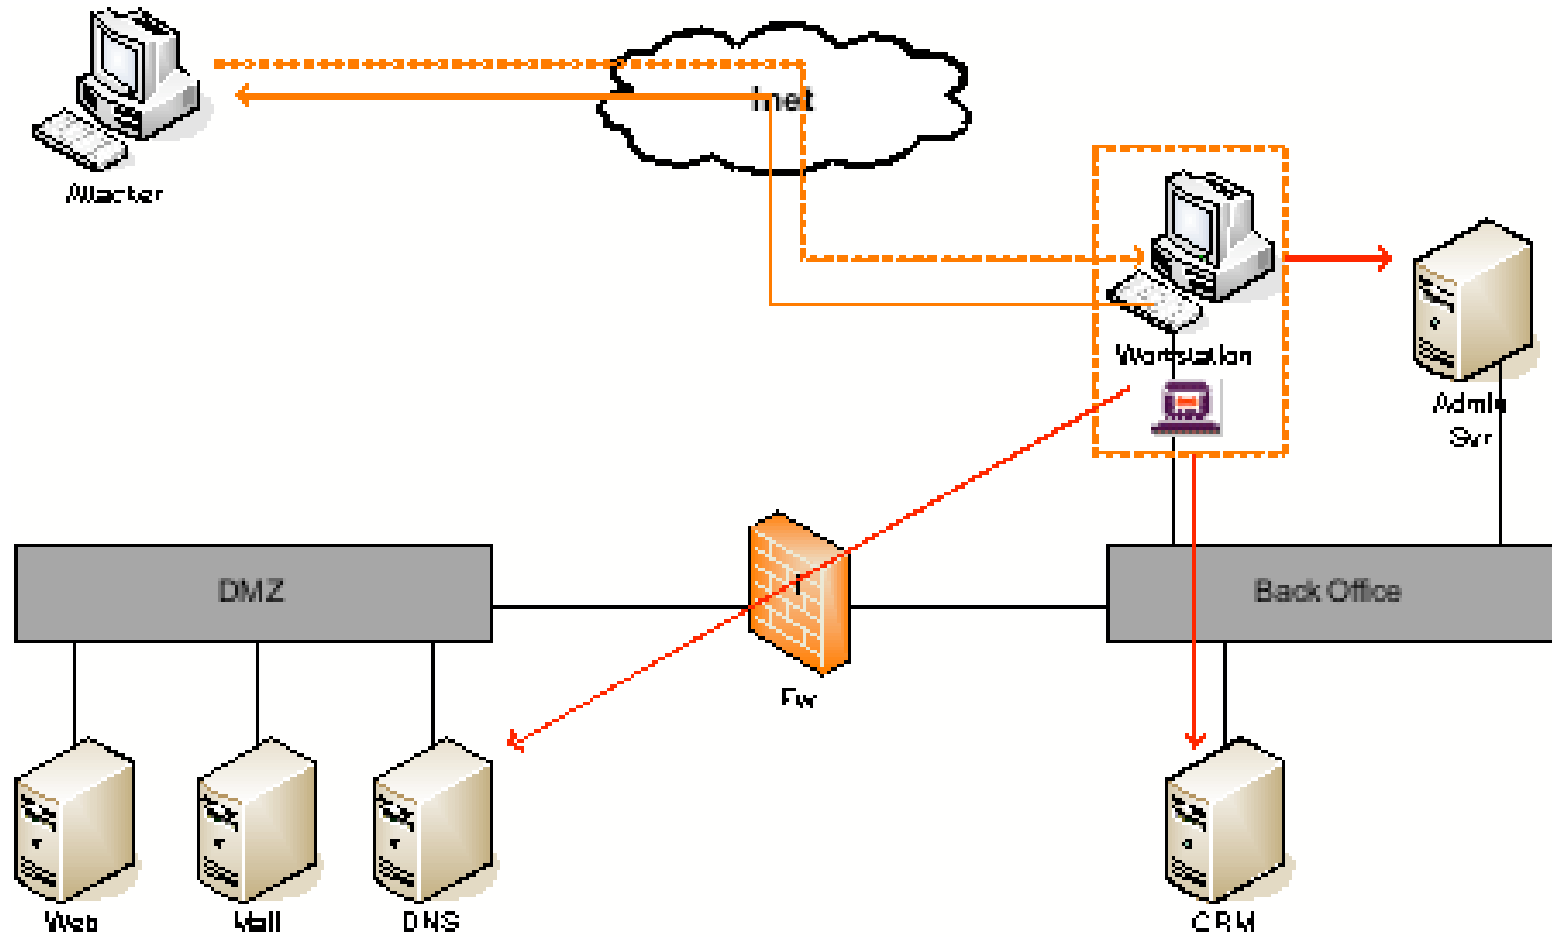 Inet
Attacker
Workstation
Admin
Svr
DMZ
Back Office
Fw
Web
Mail
DNS
CRM